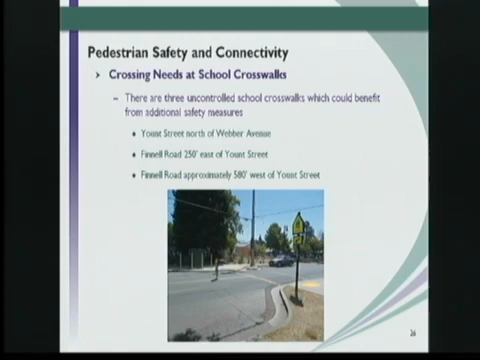 Pedestrian Safety and Connectivity
Crossing Needs at School Crosswalks
– There are three uncontrolled school crosswalks which could benefit
from additional safety measures
• Yount Street north of Webber Avenue
• Finnell Road 250' east of Yount Street
• Finnell Road approximately 580' west of Yount Street
26